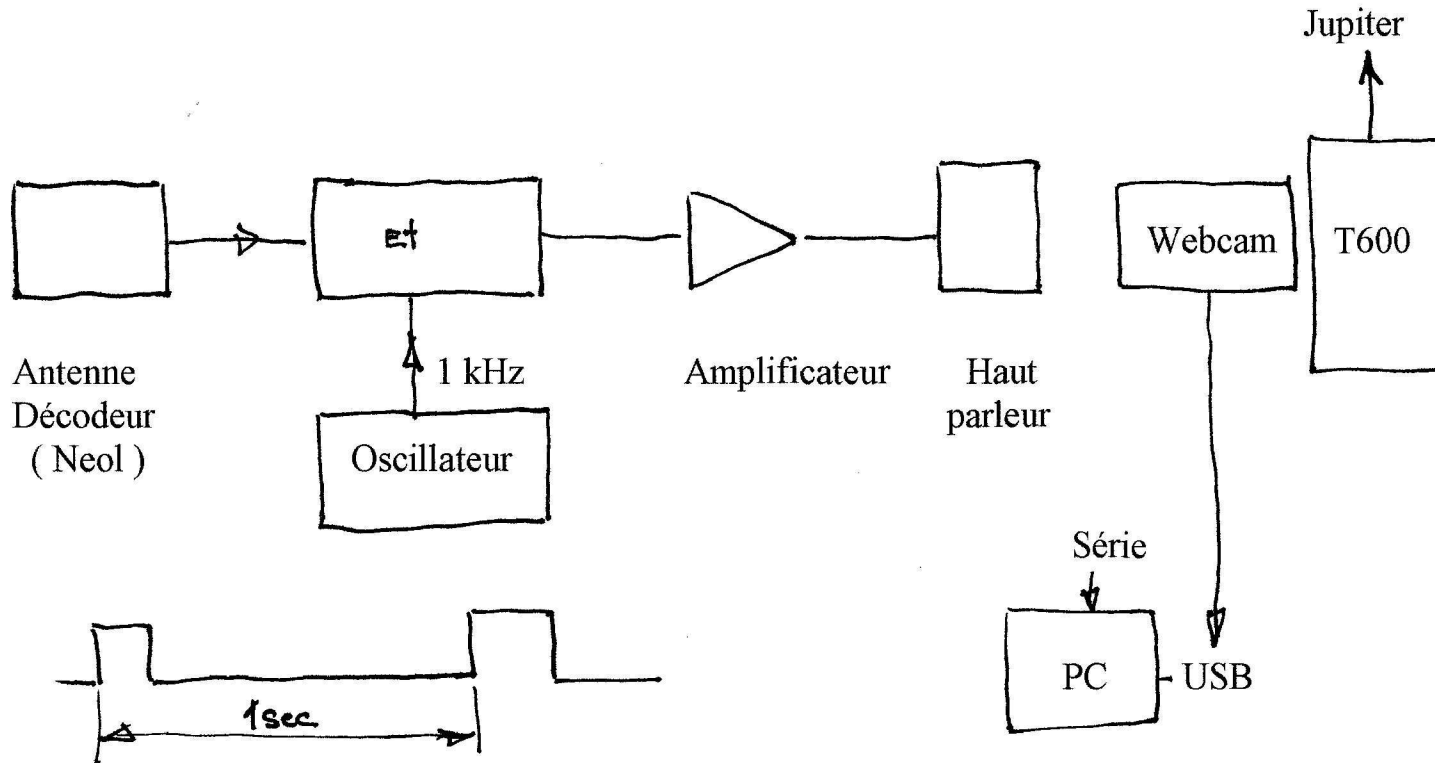 Jupiter
Et
Webcam
T600
Antenne
Décodeur
( Neol )
1 kHz
Oscillateur
Amplificateur
Haut
parleur
Série
PC
USB
1sec